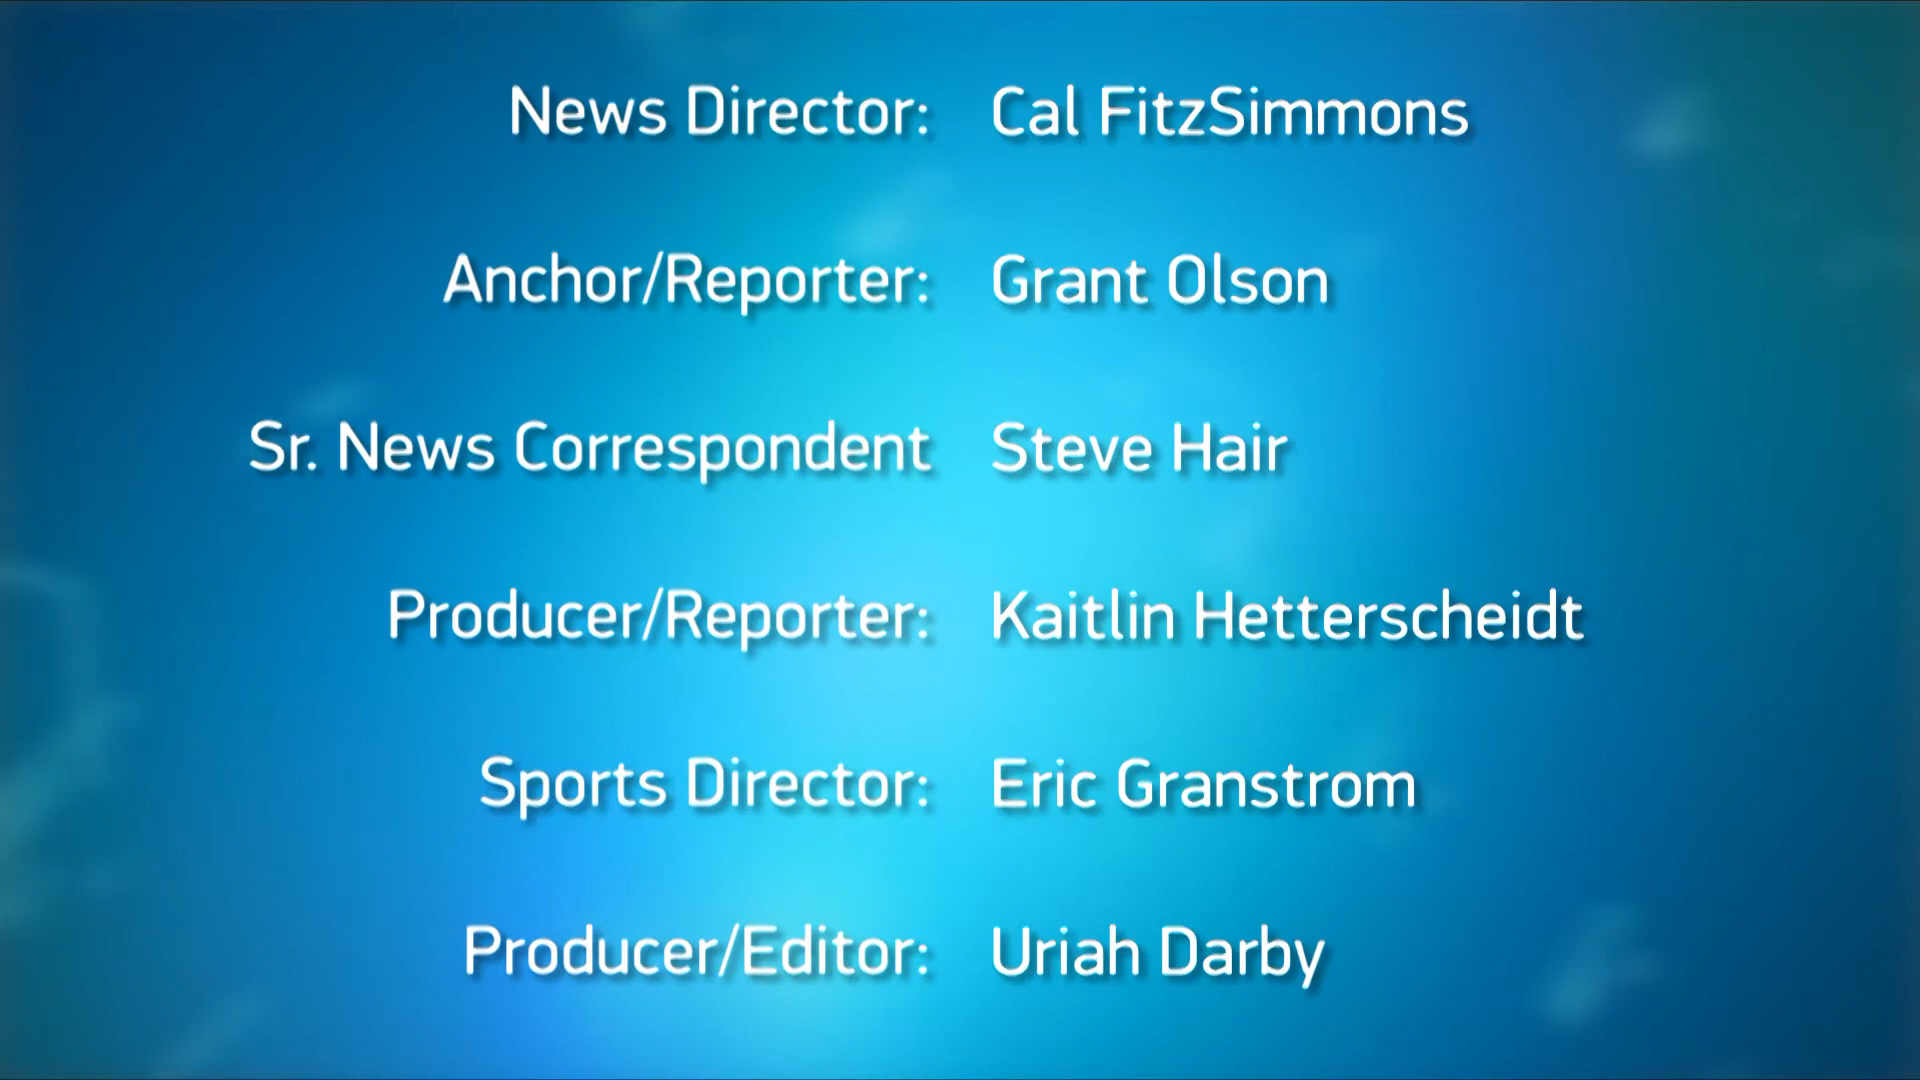 News Director: Cal FitzSimmons
Anchor/Reporter: Grant Olson
Sr. News Correspondent Steve Hair
Producer/Reporter: Kaitlin Hetterscheidt
Sports Director: Eric Granstrom
Producer/Editor: Uriah Darby